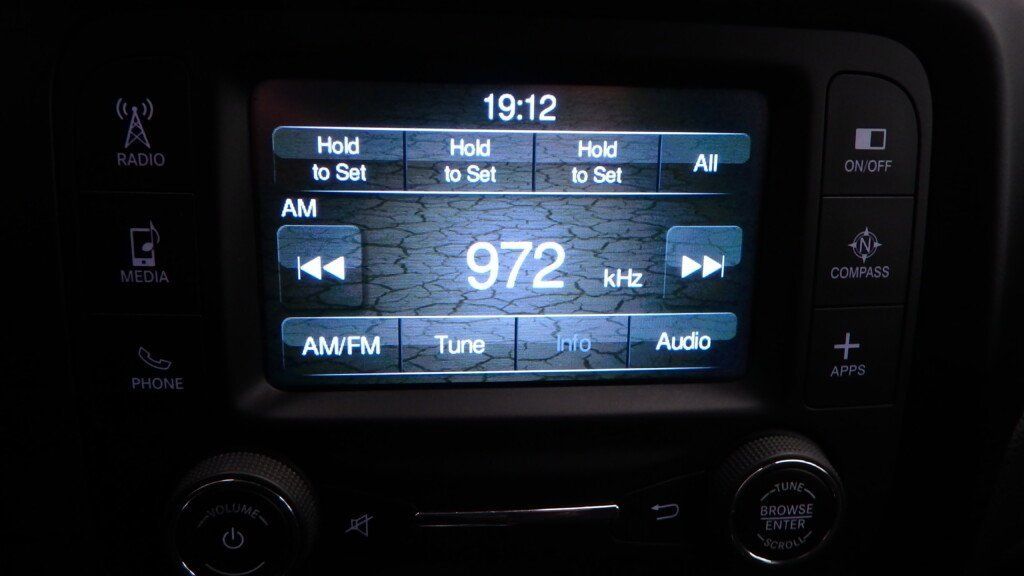 19:12
Hold to Set
Hold to Set
Hold to Set
All
AM
972 kHz
AM/FM
Tune
Info
Audio
RADIO
MEDIA
PHONE
ON/OFF
N
COMPASS
APPS
VOLUME
TUNE
BROWSE
ENTER
SCROLL